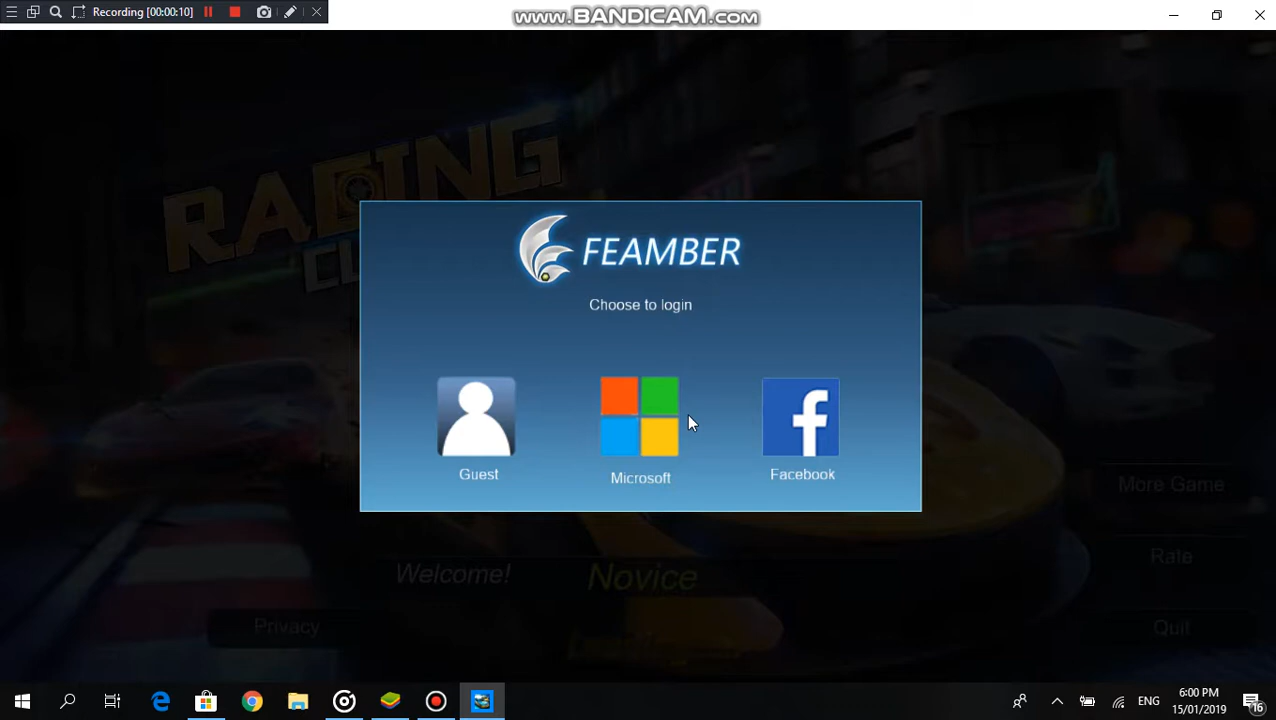 Recording [00:00:10]
WWW.BANDICAM.COM
RACING
FEAMBER
Choose to login
Guest
Microsoft
Facebook
More Game
Rate
Welcome!
Novice
Privacy
Quit
ENG
6:00 PM
15/01/2019
16